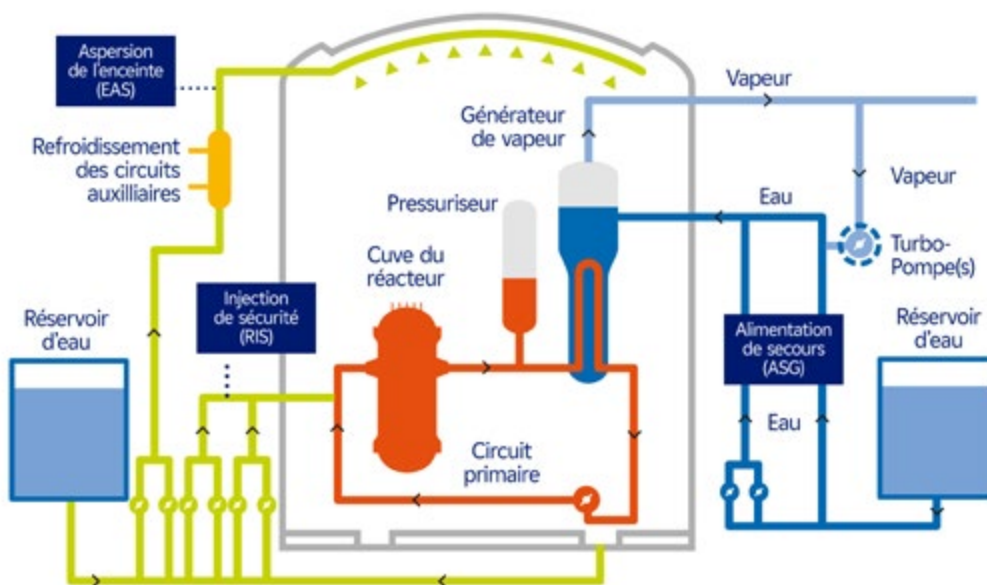 Aspersion
de l'enceinte
(EAS)
Refroidissement
des circuits
auxilliaires
Réservoir
d'eau
Injection
de sécurité
(RIS)
Cuve du
réacteur
Pressuriseur
Générateur
de vapeur
Circuit
primaire
Vapeur
Vapeur
Eau
Turbo-
Pompe(s)
Alimentation
de secours
(ASG)
Réservoir
d'eau
Eau